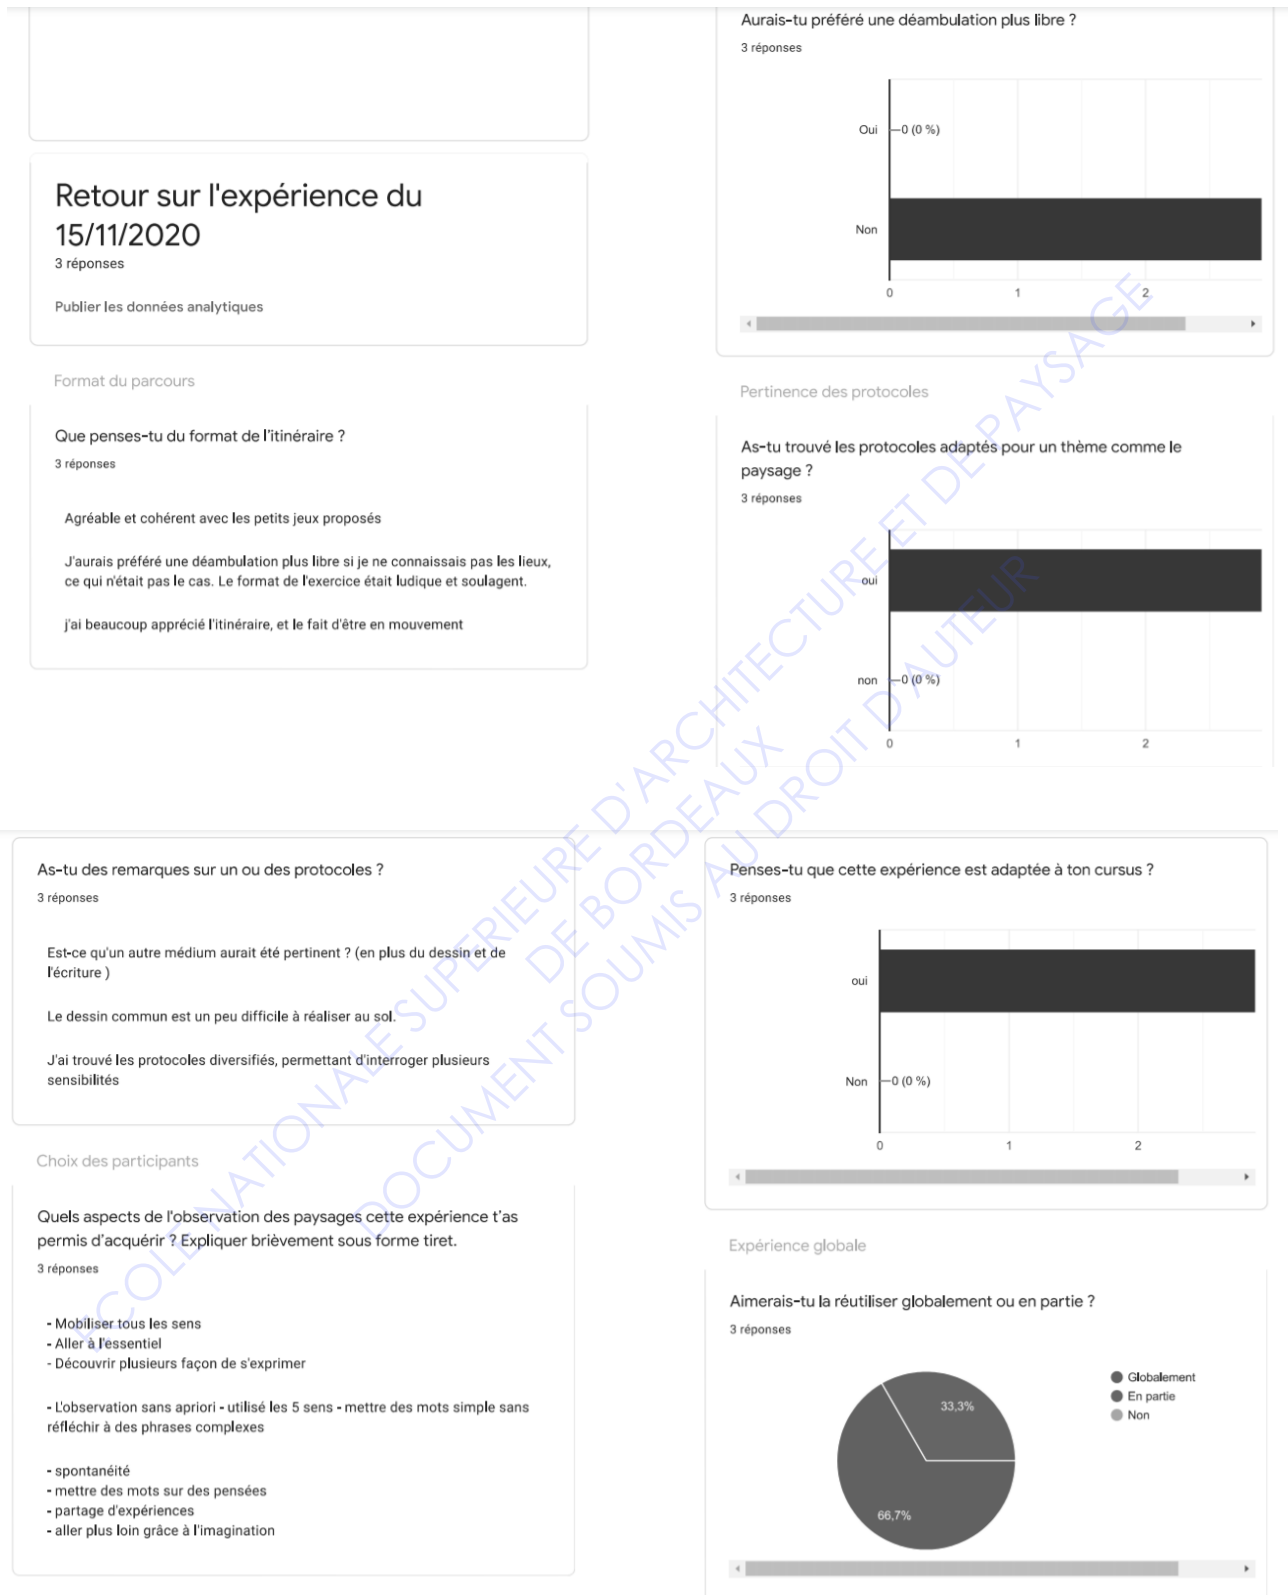 Retour sur l'expérience du
15/11/2020
3 réponses
Publier les données analytiques
Format du parcours
Que penses-tu du format de l'itinéraire ?
3 réponses
Agréable et cohérent avec les petits jeux proposés
J'aurais préféré une déambulation plus libre si je ne connaissais pas les lieux,
ce qui n'était pas le cas. Le format de l'exercice était ludique et soulagent.
j'ai beaucoup apprécié l'itinéraire, et le fait d'être en mouvement
Aurais-tu préféré une déambulation plus libre ?
3 réponses
Oui
0 (0 %)
Non
0 1 2
Pertinence des protocoles
As-tu trouvé les protocoles adaptés pour un thème comme le
paysage ?
3 réponses
oui
non
0 (0 %)
0 1 2
As-tu des remarques sur un ou des protocoles ?
3 réponses
Est-ce qu'un autre médium aurait été pertinent ? (en plus du dessin et de
l'écriture )
Le dessin commun est un peu difficile à réaliser au sol.
J'ai trouvé les protocoles diversifiés, permettant d'interroger plusieurs
sensibilités
Choix des participants
Quels aspects de l'observation des paysages cette expérience t'as
permis d'acquérir ? Expliquer brièvement sous forme tiret.
3 réponses
- Mobiliser tous les sens
- Aller à l'essentiel
- Découvrir plusieurs façon de s'exprimer
- L'observation sans apriori - utilisé les 5 sens - mettre des mots simple sans
réfléchir à des phrases complexes
- spontanéité
- mettre des mots sur des pensées
- partage d'expériences
- aller plus loin grâce à l'imagination
Penses-tu que cette expérience est adaptée à ton cursus ?
3 réponses
oui
Non
0 (0 %)
0 1 2
Expérience globale
Aimerais-tu la réutiliser globalement ou en partie ?
3 réponses
33,3%
66,7%
Globalement
En partie
Non
ECOLE NATIONALE SUPERIEURE D'ARCHITECTURE ET DE PAYSAGE
DE BORDEAUX
DOCUMENT SOUMIS AU DROIT D'AUTEUR